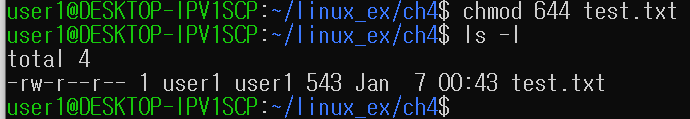 user1@DESKTOP-IPV1SCP:~/linux_ex/ch4$ chmod 644 test.txt
user1@DESKTOP-IPV1SCP:~/linux_ex/ch4$ ls -l
total 4
-rw-r--r-- 1 user1 user1 543 Jan  7 00:43 test.txt
user1@DESKTOP-IPV1SCP:~/linux_ex/ch4$